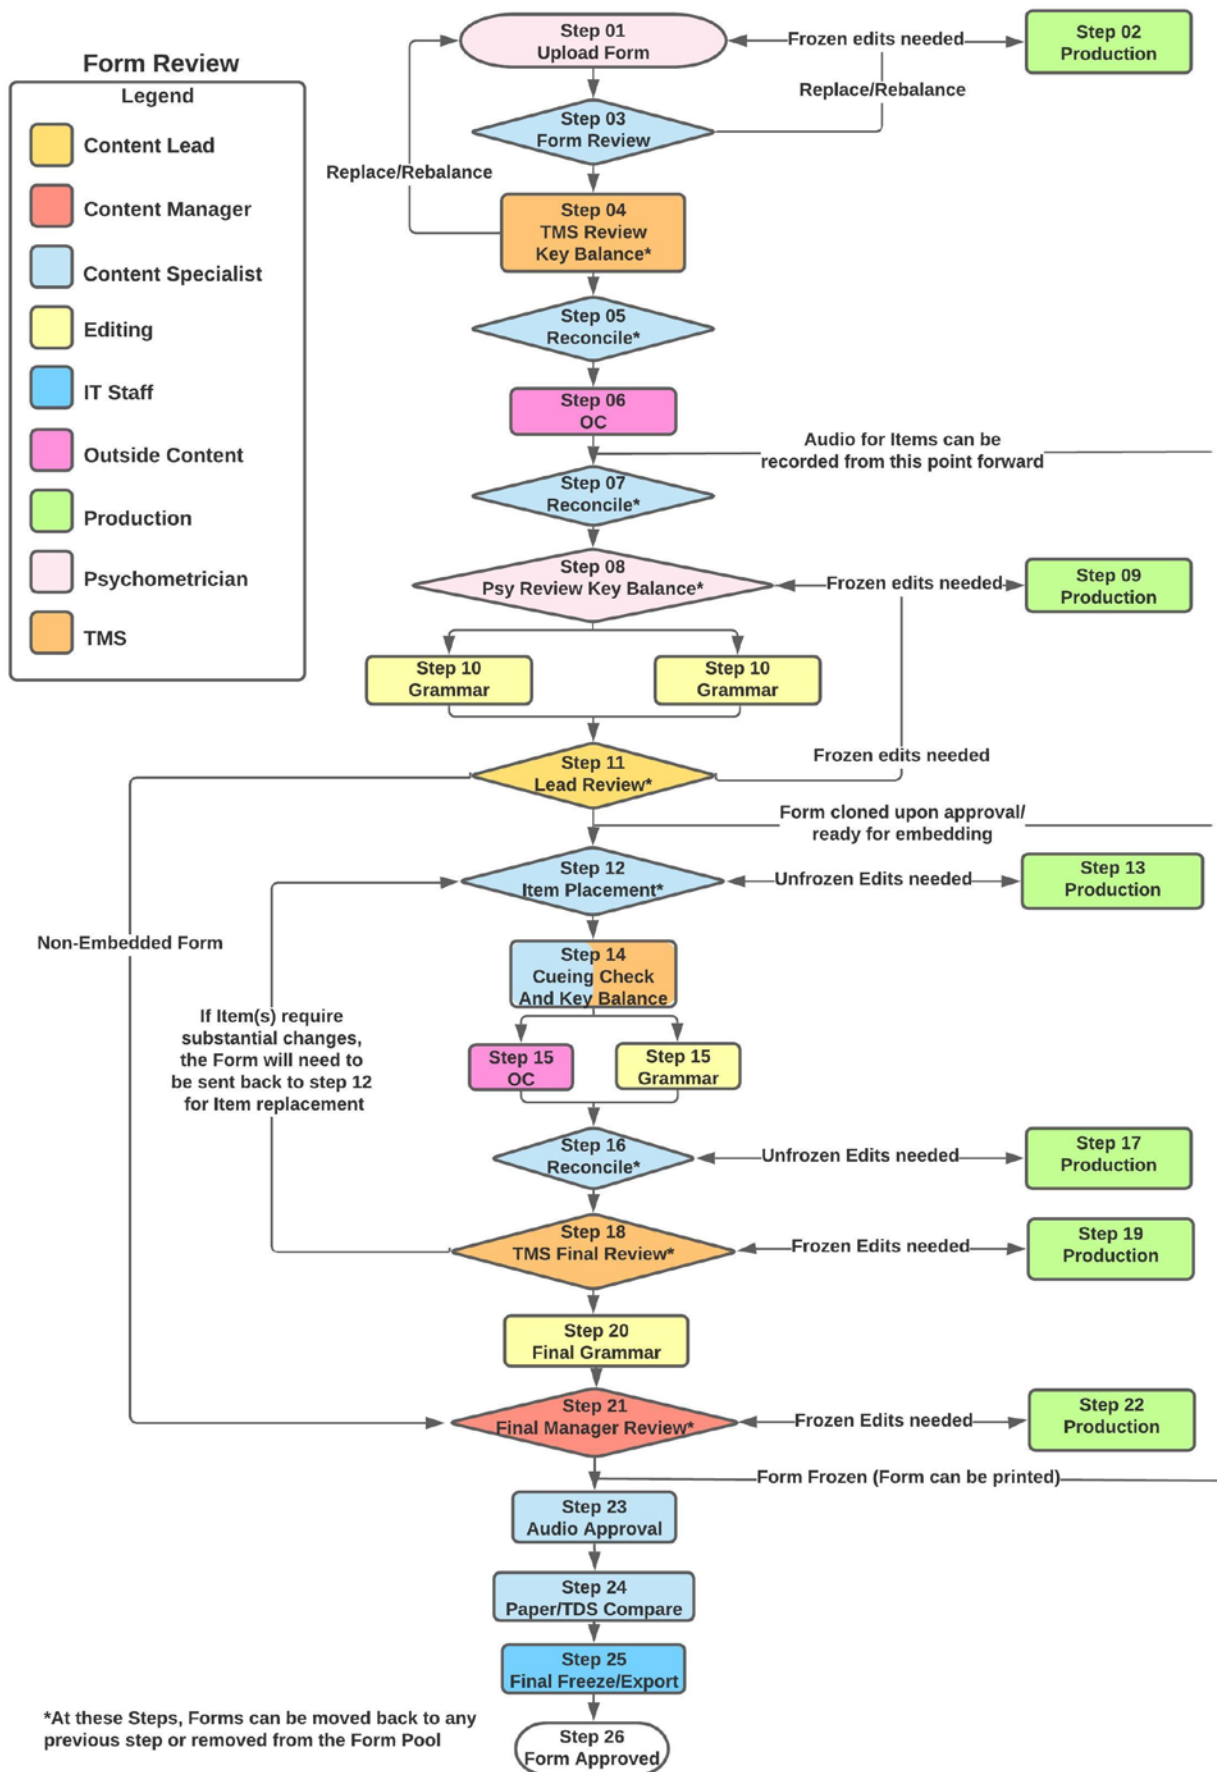 Form Review
Legend
Content Lead
Content Manager
Content Specialist
Editing
IT Staff
Outside Content
Production
Psychometrician
TMS
Step 01
Upload Form
Frozen edits needed
Step 02
Production
Replace/Rebalance
Step 03
Form Review
Replace/Rebalance
Step 04
TMS Review
Key Balance*
Step 05
Reconcile*
Step 06
OC
Audio for Items can be
recorded from this point forward
Step 07
Reconcile*
Step 08
Psy Review Key Balance*
Frozen edits needed
Step 09
Production
Step 10
Grammar
Step 10
Grammar
Step 11
Lead Review*
Frozen edits needed
Form cloned upon approval/
ready for embedding
Step 12
Item Placement*
Unfrozen Edits needed
Step 13
Production
Non-Embedded Form
Step 14
Cueing Check
And Key Balance
If Item(s) require
substantial changes,
the Form will need to
be sent back to step 12
for Item replacement
Step 15
OC
Step 15
Grammar
Step 16
Reconcile*
Unfrozen Edits needed
Step 17
Production
Step 18
TMS Final Review*
Frozen Edits needed
Step 19
Production
Step 20
Final Grammar
Step 21
Final Manager Review*
Frozen Edits needed
Step 22
Production
Form Frozen (Form can be printed)
Step 23
Audio Approval
Step 24
Paper/TDS Compare
Step 25
Final Freeze/Export
Step 26
Form Approved
*At these Steps, Forms can be moved back to any
previous step or removed from the Form Pool